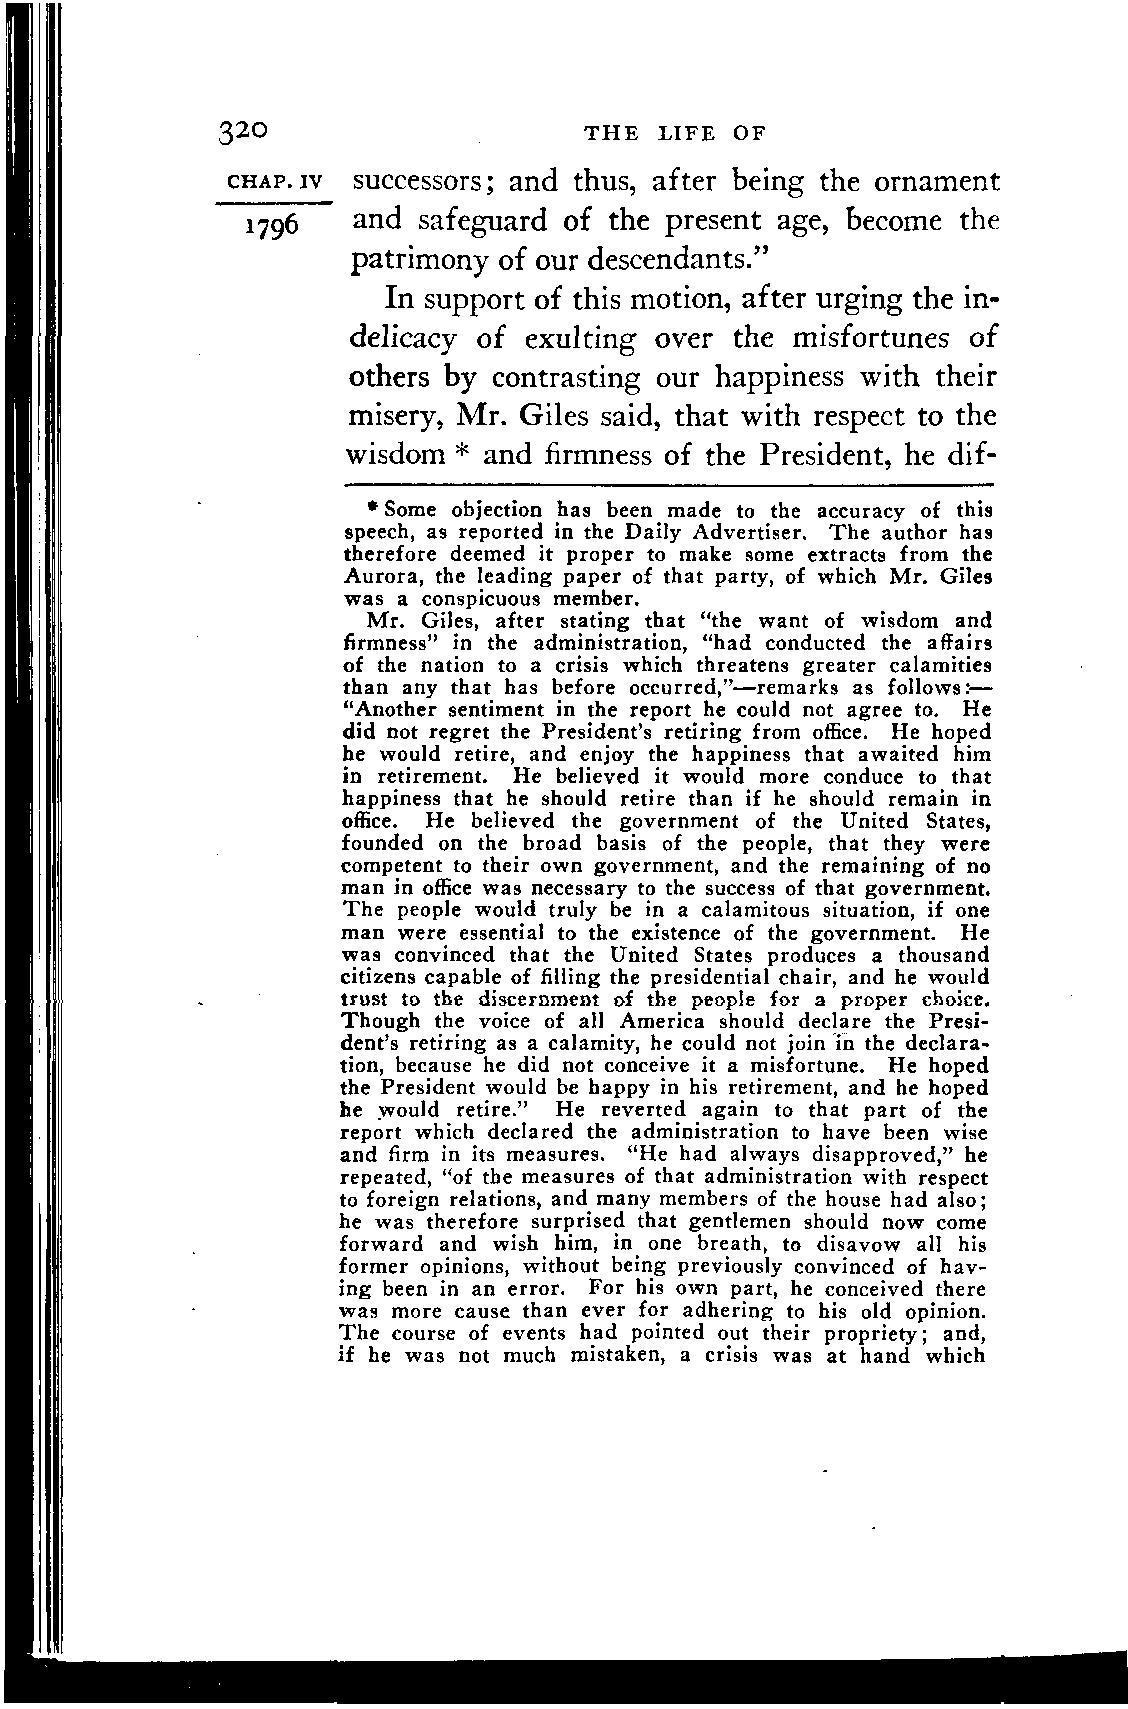 320 THE LIFE OF
CHAP. IV successors; and thus, after being the ornament
1796 and safeguard of the present age, become the
patrimony of our descendants."
In support of this motion, after urging the in-
delicacy of exulting over the misfortunes of
others by contrasting our happiness with their
misery, Mr. Giles said, that with respect to the
wisdom * and firmness of the President, he dif-
* Some objection has been made to the accuracy of this
speech, as reported in the Daily Advertiser. The author has
therefore deemed it proper to make some extracts from the
Aurora, the leading paper of that party, of which Mr. Giles
was a conspicuous member.
Mr. Giles, after stating that "the want of wisdom and
firmness" in the administration, "had conducted the affairs
of the nation to a crisis which threatens greater calamities
than any that has before occurred,"—remarks as follows:—
"Another sentiment in the report he could not agree to. He
did not regret the President's retiring from office. He hoped
he would retire, and enjoy the happiness that awaited him
in retirement. He believed it would more conduce to that
happiness that he should retire than if he should remain in
office. He believed the government of the United States,
founded on the broad basis of the people, that they were
competent to their own government, and the remaining of no
man in office was necessary to the success of that government.
The people would truly be in a calamitous situation, if one
man were essential to the existence of the government. He
was convinced that the United States produces a thousand
citizens capable of filling the presidential chair, and he would
trust to the discernment of the people for a proper choice.
Though the voice of all America should declare the Presi-
dent's retiring as a calamity, he could not join in the declara-
tion, because he did not conceive it a misfortune. He hoped
the President would be happy in his retirement, and he hoped
he would retire." He reverted again to that part of the
report which declared the administration to have been wise
and firm in its measures. "He had always disapproved," he
repeated, "of the measures of that administration with respect
to foreign relations, and many members of the house had also;
he was therefore surprised that gentlemen should now come
forward and wish him, in one breath, to disavow all his
former opinions, without being previously convinced of hav-
ing been in an error. For his own part, he conceived there
was more cause than ever for adhering to his old opinion.
The course of events had pointed out their propriety; and,
if he was not much mistaken, a crisis was at hand which